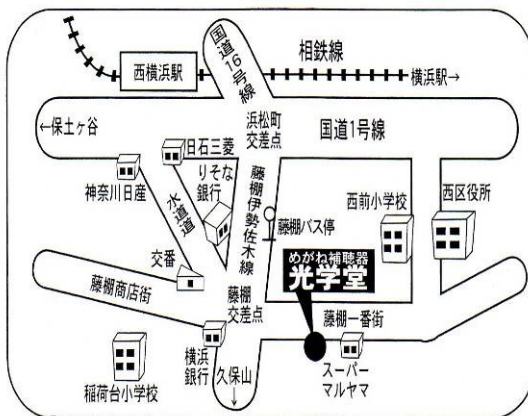 国道16号線
相鉄線
西横浜駅
横浜駅→
←保土ヶ谷
浜松町
交差点
国道1号線
日石三菱
りそな
銀行
神奈川日産
水道道
藤棚伊勢佐木線
藤棚バス停
西前小学校
西区役所
交番
めがね補聴器
光学堂
藤棚商店街
藤棚
交差点
藤棚一番街
横浜
銀行
スーパー
マルヤマ
久保山
↓
稲荷台小学校